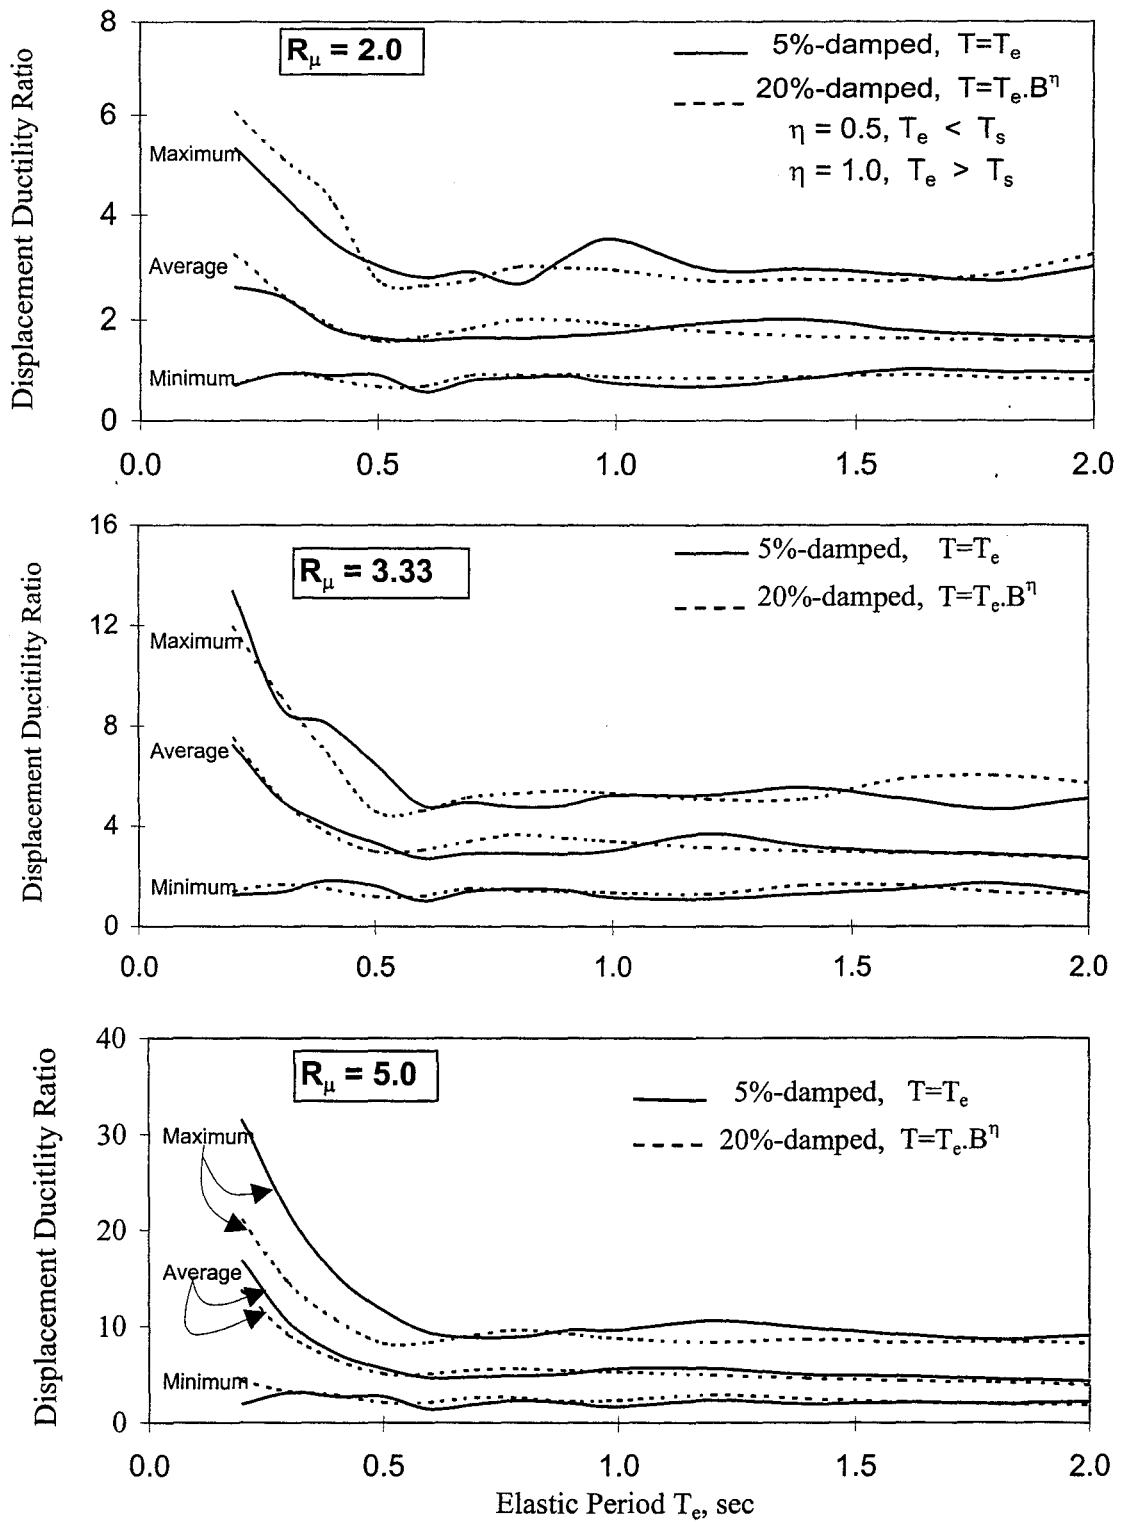 Displacement Ductility Ratio
8
6
4
2
0
R_μ = 2.0
5%-damped, T=T_e
20%-damped, T=T_e.B^η
η = 0.5, T_e < T_s
η = 1.0, T_e > T_s
Maximum
Average
Minimum
0.0 0.5 1.0 1.5 2.0
Displacement Ducitility Ratio
16
12
8
4
0
R_μ = 3.33
5%-damped, T=T_e
20%-damped, T=T_e.B^η
Maximum
Average
Minimum
0.0 0.5 1.0 1.5 2.0
Displacement Ducitlity Ratio
40
30
20
10
0
R_μ = 5.0
5%-damped, T=T_e
20%-damped, T=T_e.B^η
Maximum
Average
Minimum
0.0 0.5 1.0 1.5 2.0
Elastic Period T_e, sec